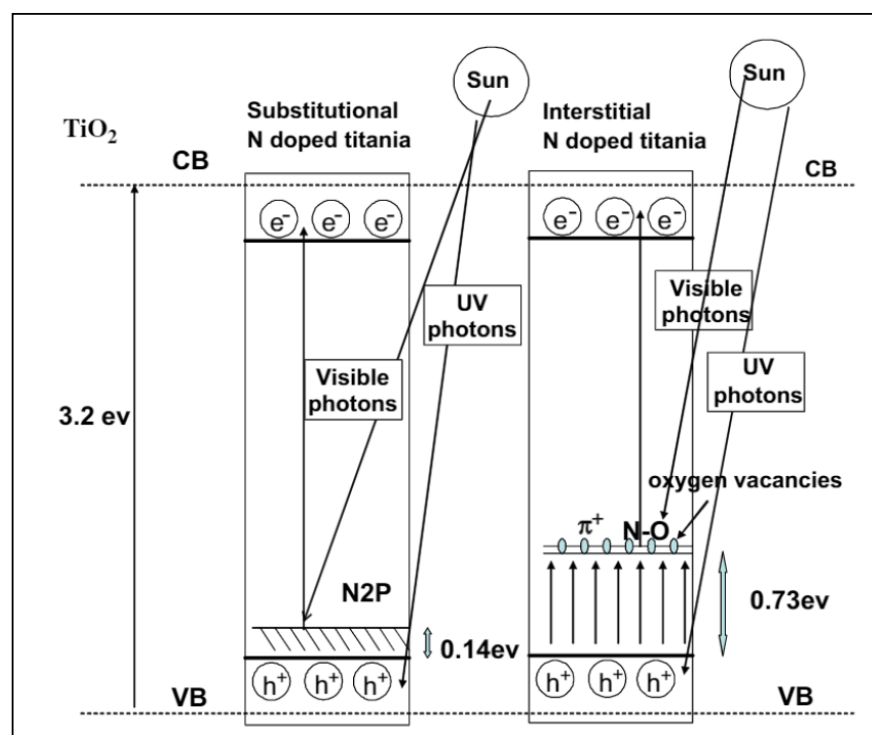 Sun
Sun
Substitutional
N doped titania
Interstitial
N doped titania
TiO₂
CB
CB
e⁻ e⁻ e⁻
e⁻ e⁻ e⁻
UV
photons
Visible
photons
Visible
photons
UV
photons
3.2 ev
oxygen vacancies
π⁺ N-O
N2P
0.73ev
0.14ev
h⁺ h⁺ h⁺
h⁺ h⁺ h⁺
VB
VB